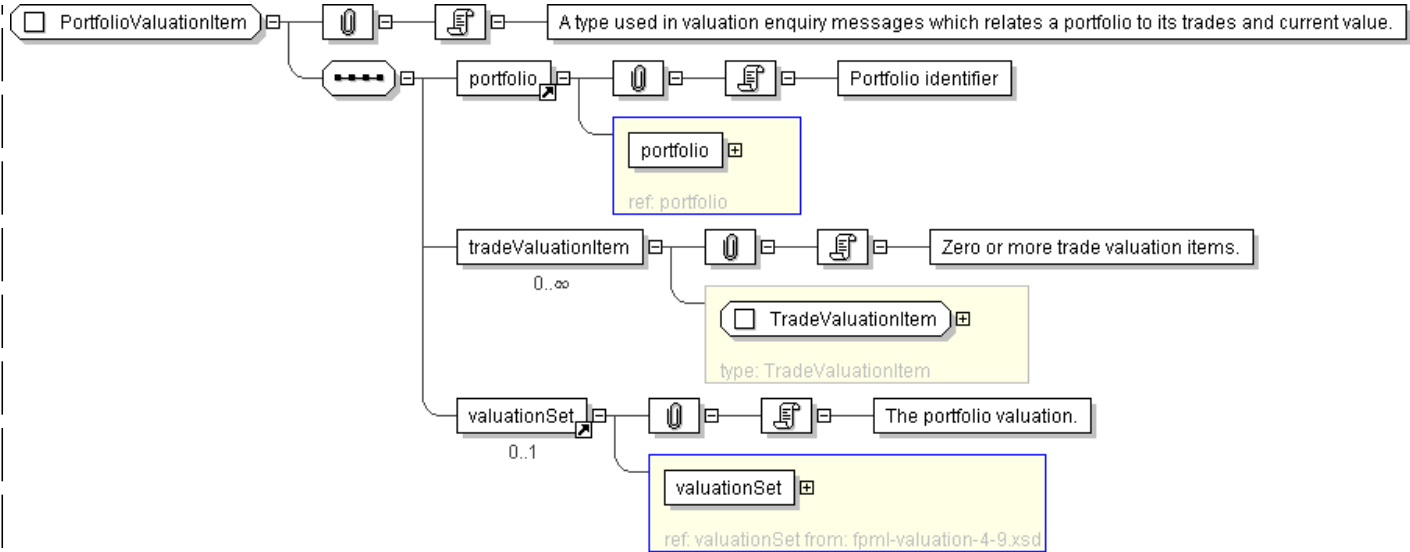 PortfolioValuationItem
A type used in valuation enquiry messages which relates a portfolio to its trades and current value.
portfolio
Portfolio identifier
portfolio
ref: portfolio
tradeValuationItem
Zero or more trade valuation items.
0..∞
TradeValuationItem
type: TradeValuationItem
valuationSet
The portfolio valuation.
0..1
valuationSet
ref: valuationSet from: fpml-valuation-4-9.xsd